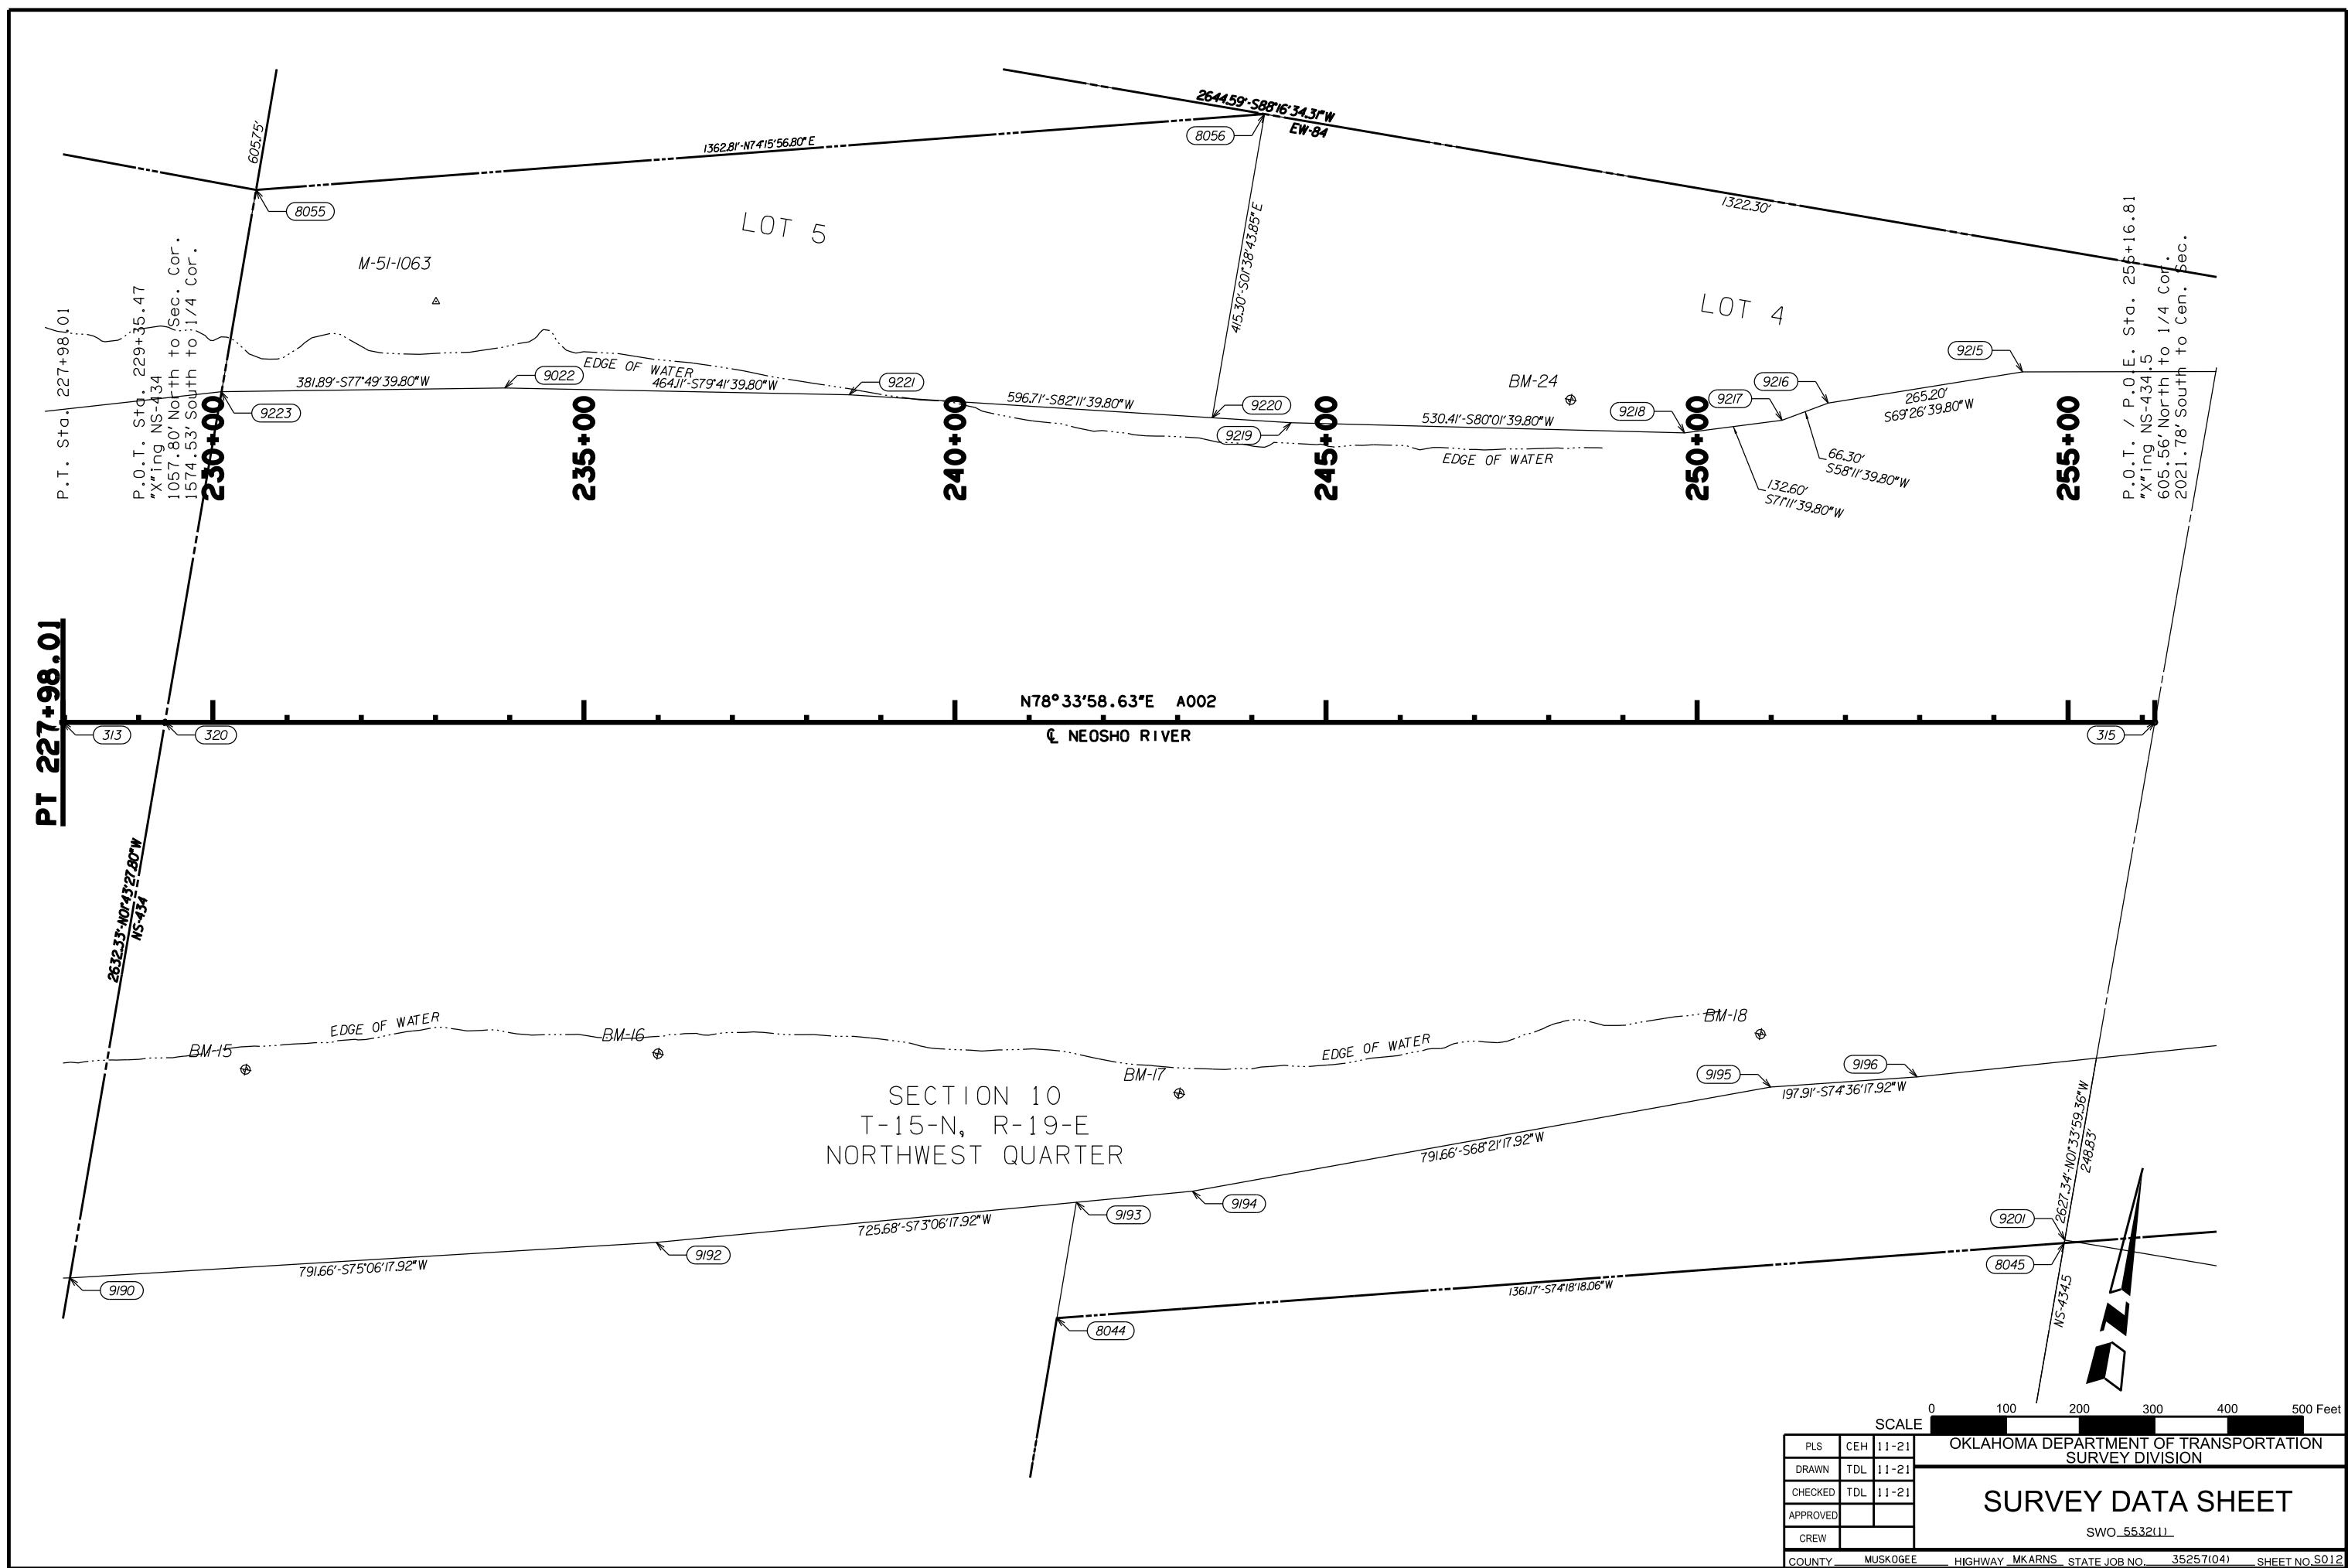 2644.59'-S88°16'34.31"W
EW-84
605.75'
1362.81'-N74°15'56.80"E
8056
8055
1322.30'
LOT 5
M-51-1063
415.30'-S01°38'43.85"E
LOT 4
P.T. Sta. 227+98.01
P.O.T. Sta. 229+35.47
"X"ing NS-434
1057.80' North to Sec. Cor.
1574.53' South to 1/4 Cor.
P.O.T. / P.O.E. Sta. 256+16.81
"X"ing NS-434.5
605.56' North to 1/4 Cor.
2021.78' South to Cen. Sec.
EDGE OF WATER
381.89'-S77°49'39.80"W
9022
464.11'-S79°41'39.80"W
9221
9223
596.71'-S82°11'39.80"W
9220
9219
BM-24
530.41'-S80°01'39.80"W
9218
9217
9216
9215
265.20'
S69°26'39.80"W
66.30'
S58°11'39.80"W
132.60'
S71°11'39.80"W
EDGE OF WATER
230+00
235+00
240+00
245+00
250+00
255+00
PT 227+98.01
N78°33'58.63"E A002
℄ NEOSHO RIVER
313
320
315
2632.33'-N01°43'27.80"W
NS-434
EDGE OF WATER
BM-15
BM-16
BM-17
EDGE OF WATER
BM-18
SECTION 10
T-15-N, R-19-E
NORTHWEST QUARTER
9195
9196
197.91'-S74°36'17.92"W
791.66'-S68°21'17.92"W
2627.34'-N01°33'59.36"W
248.83'
9194
9193
725.68'-S73°06'17.92"W
9192
791.66'-S75°06'17.92"W
9190
9201
8045
1361.17'-S74°18'18.06"W
8044
NS-434.5
N
SCALE
0 100 200 300 400 500 Feet
PLS CEH 11-21
DRAWN TDL 11-21
CHECKED TDL 11-21
APPROVED
CREW
OKLAHOMA DEPARTMENT OF TRANSPORTATION
SURVEY DIVISION
SURVEY DATA SHEET
SWO 5532(1)
COUNTY MUSKOGEE HIGHWAY MKARNS STATE JOB NO. 35257(04) SHEET NO. S012